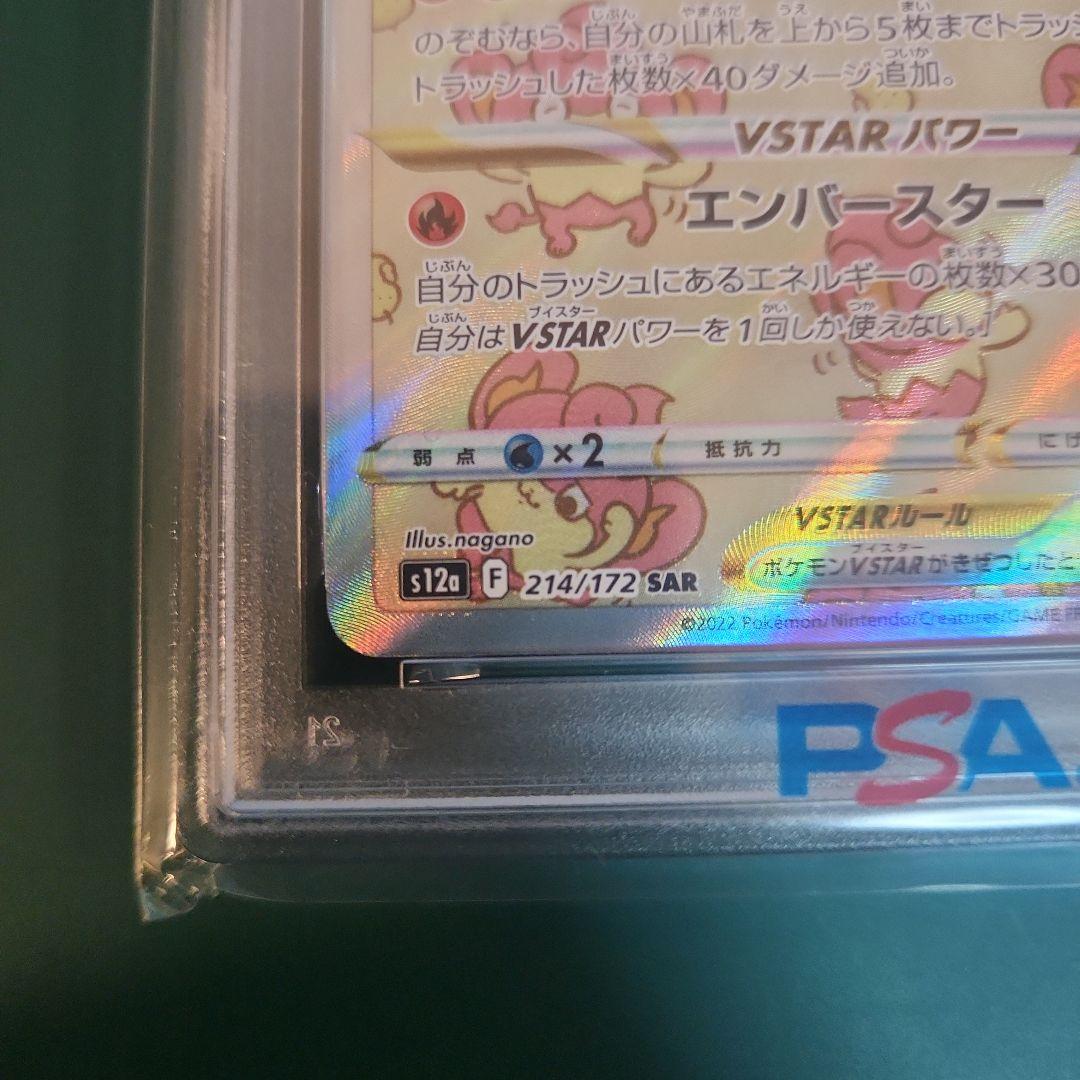 のぞむなら、自分の山札を上から5枚までトラッシ
トラッシュした枚数×40ダメージ追加。
VSTARパワー
エンバースター
自分のトラッシュにあるエネルギーの枚数×30
自分はVSTARパワーを1回しか使えない。]
弱点 ×2 抵抗力 にげ
VSTARルール
Illus.nagano
ポケモンVSTARがきぜつしたと
s12a F 214/172 SAR
©2022 Pokémon/Nintendo/Creatures/GAME FR
21
PSA